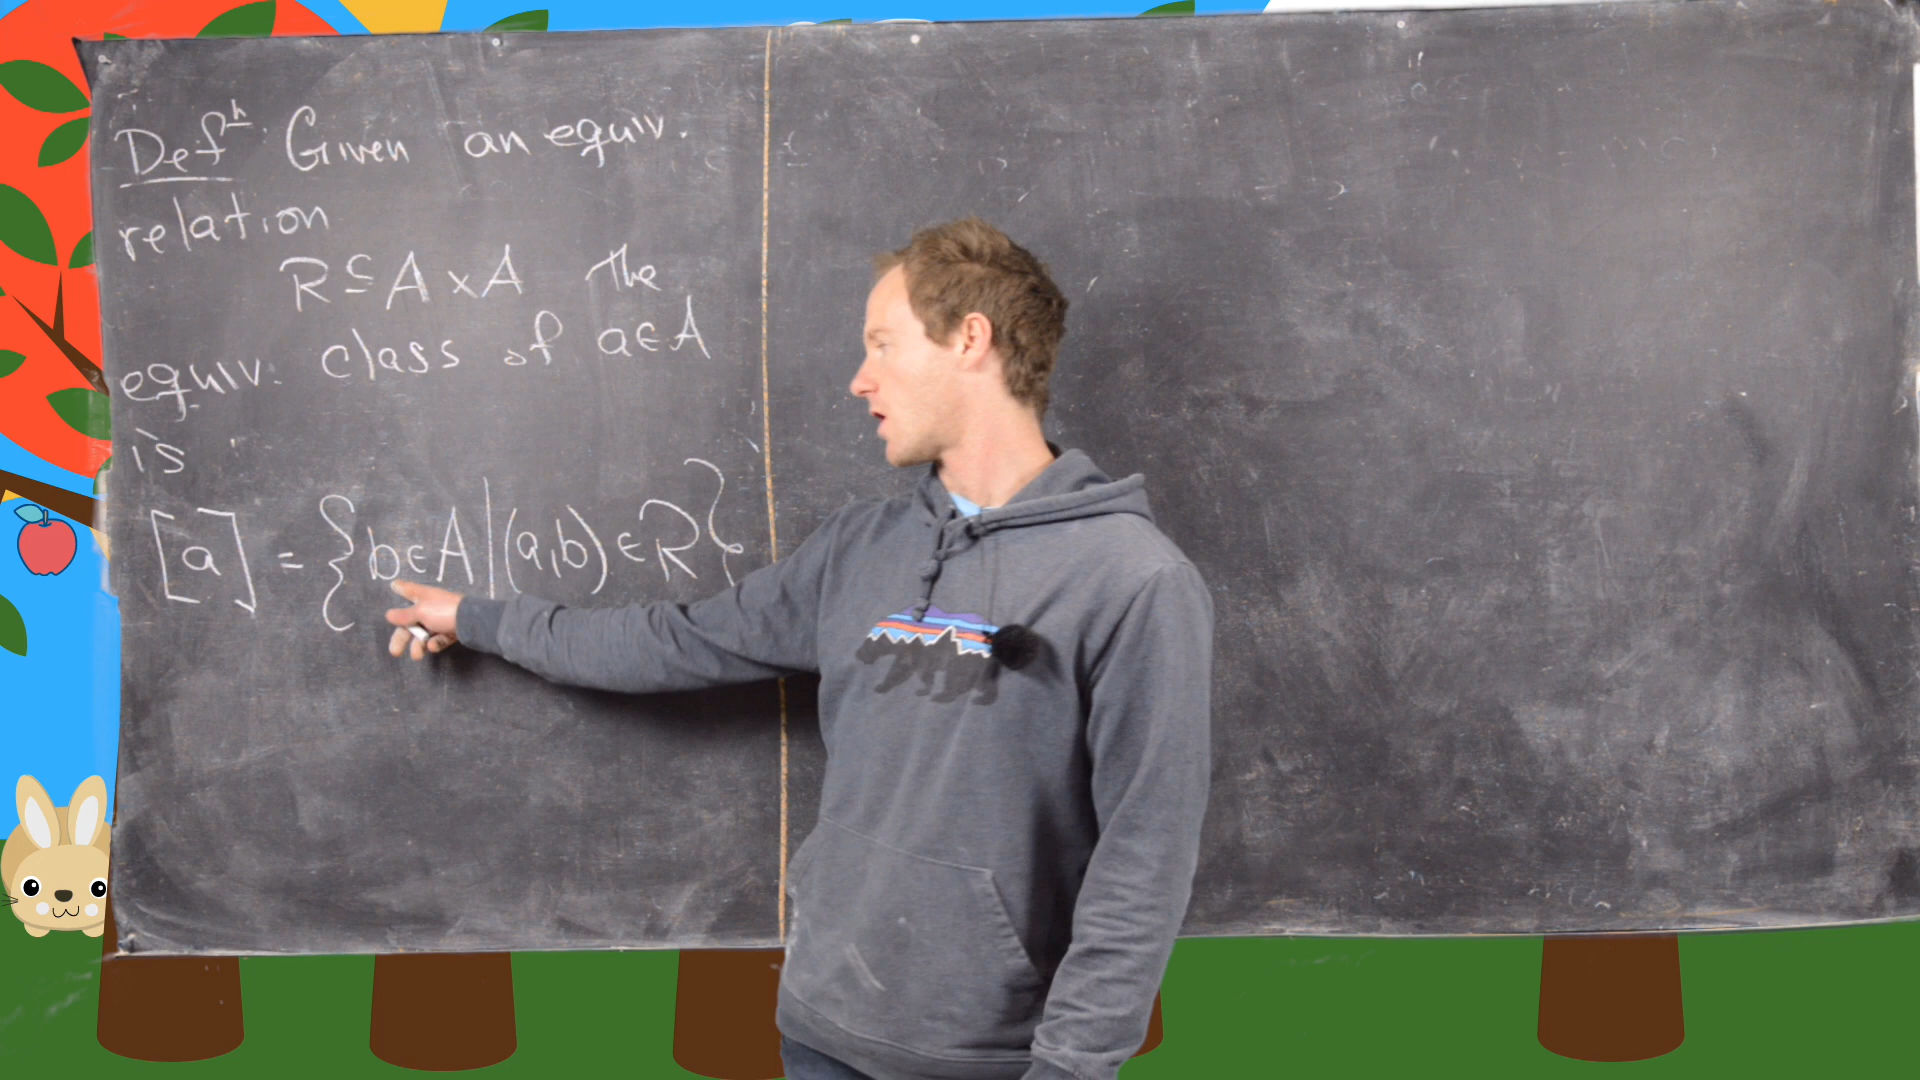 Defⁿ. Given an equiv.
relation
R ⊆ A × A the
equiv. class of a ∈ A
is
[a] = {b ∈ A | (a,b) ∈ R}